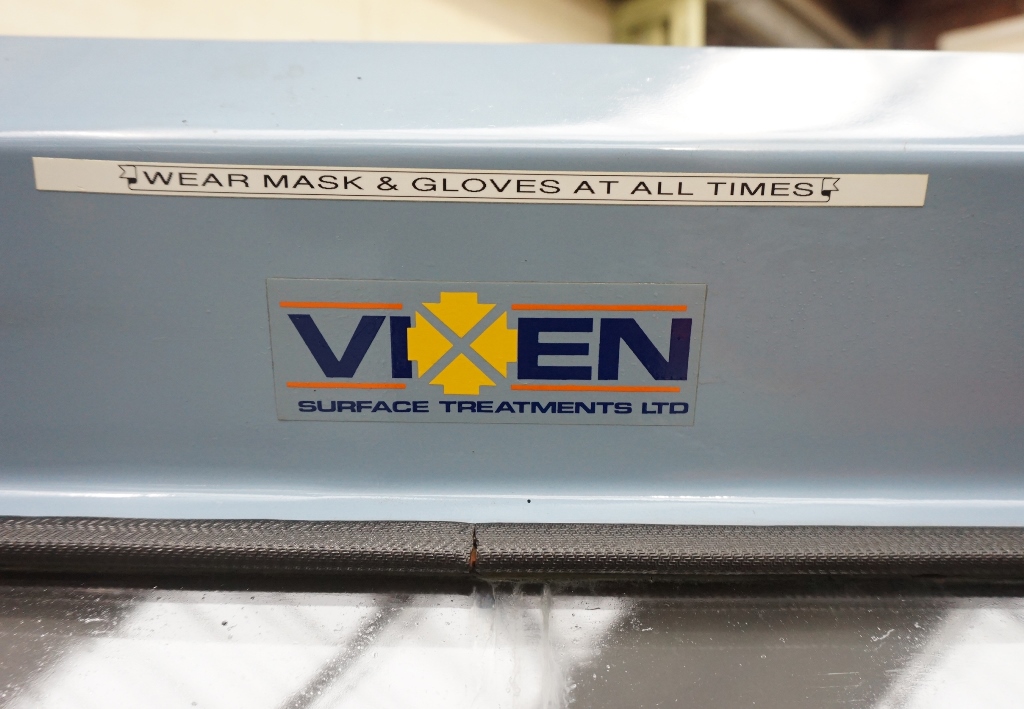 WEAR MASK & GLOVES AT ALL TIMES
VIXEN
SURFACE TREATMENTS LTD